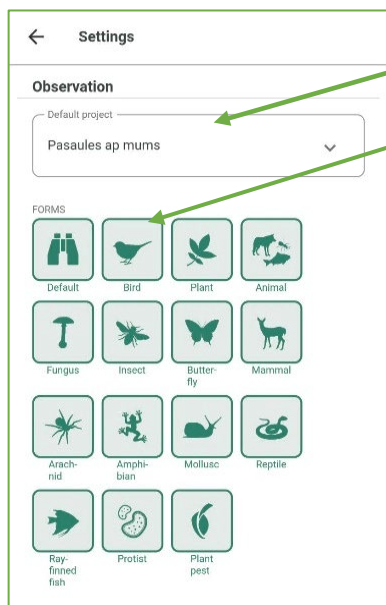 Settings
Observation
Default project
Pasaules ap mums
FORMS
Default Bird Plant Animal
Fungus Insect Butter- Mammal
fly
Arach- Amphi- Mollusc Reptile
nid bian
Ray- Protist Plant
finned pest
fish